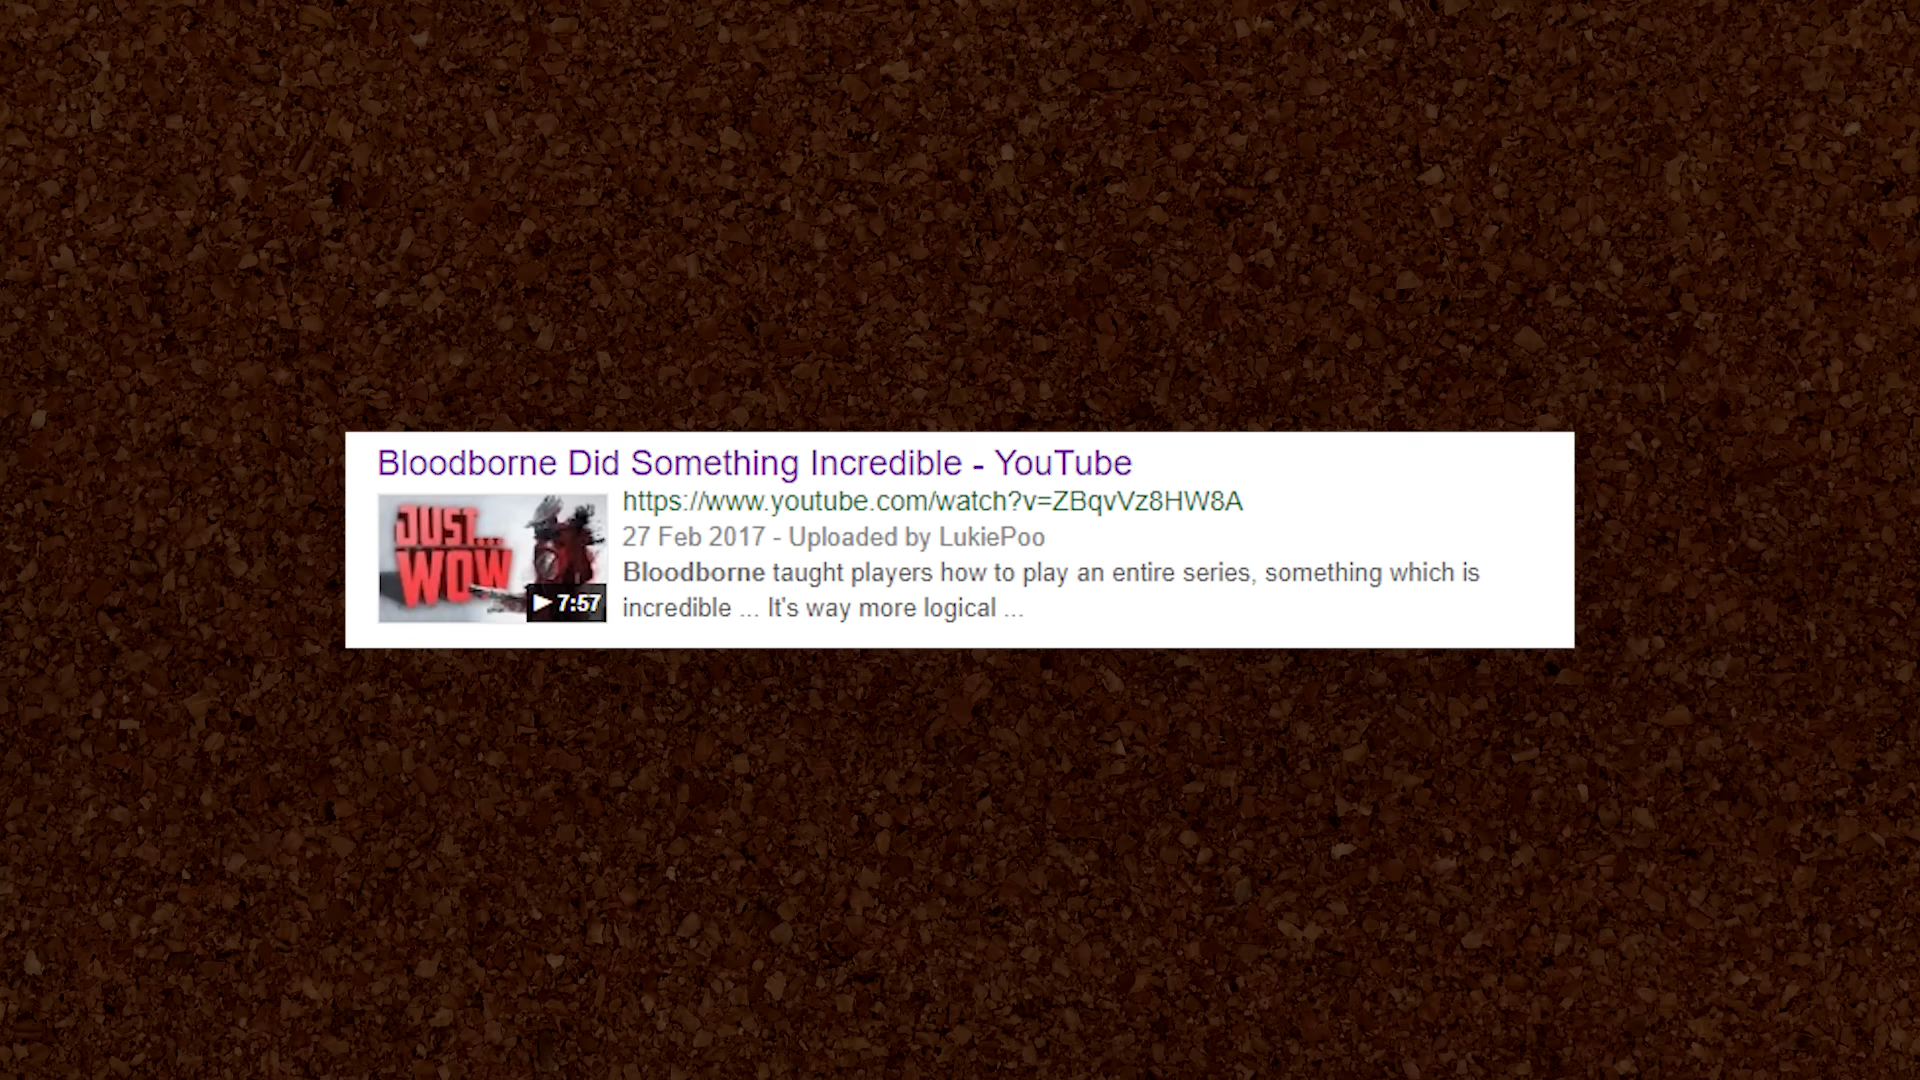 Bloodborne Did Something Incredible - YouTube
JUST...
WOW
7:57
https://www.youtube.com/watch?v=ZBqvVz8HW8A
27 Feb 2017 - Uploaded by LukiePoo
Bloodborne taught players how to play an entire series, something which is
incredible ... It's way more logical ...